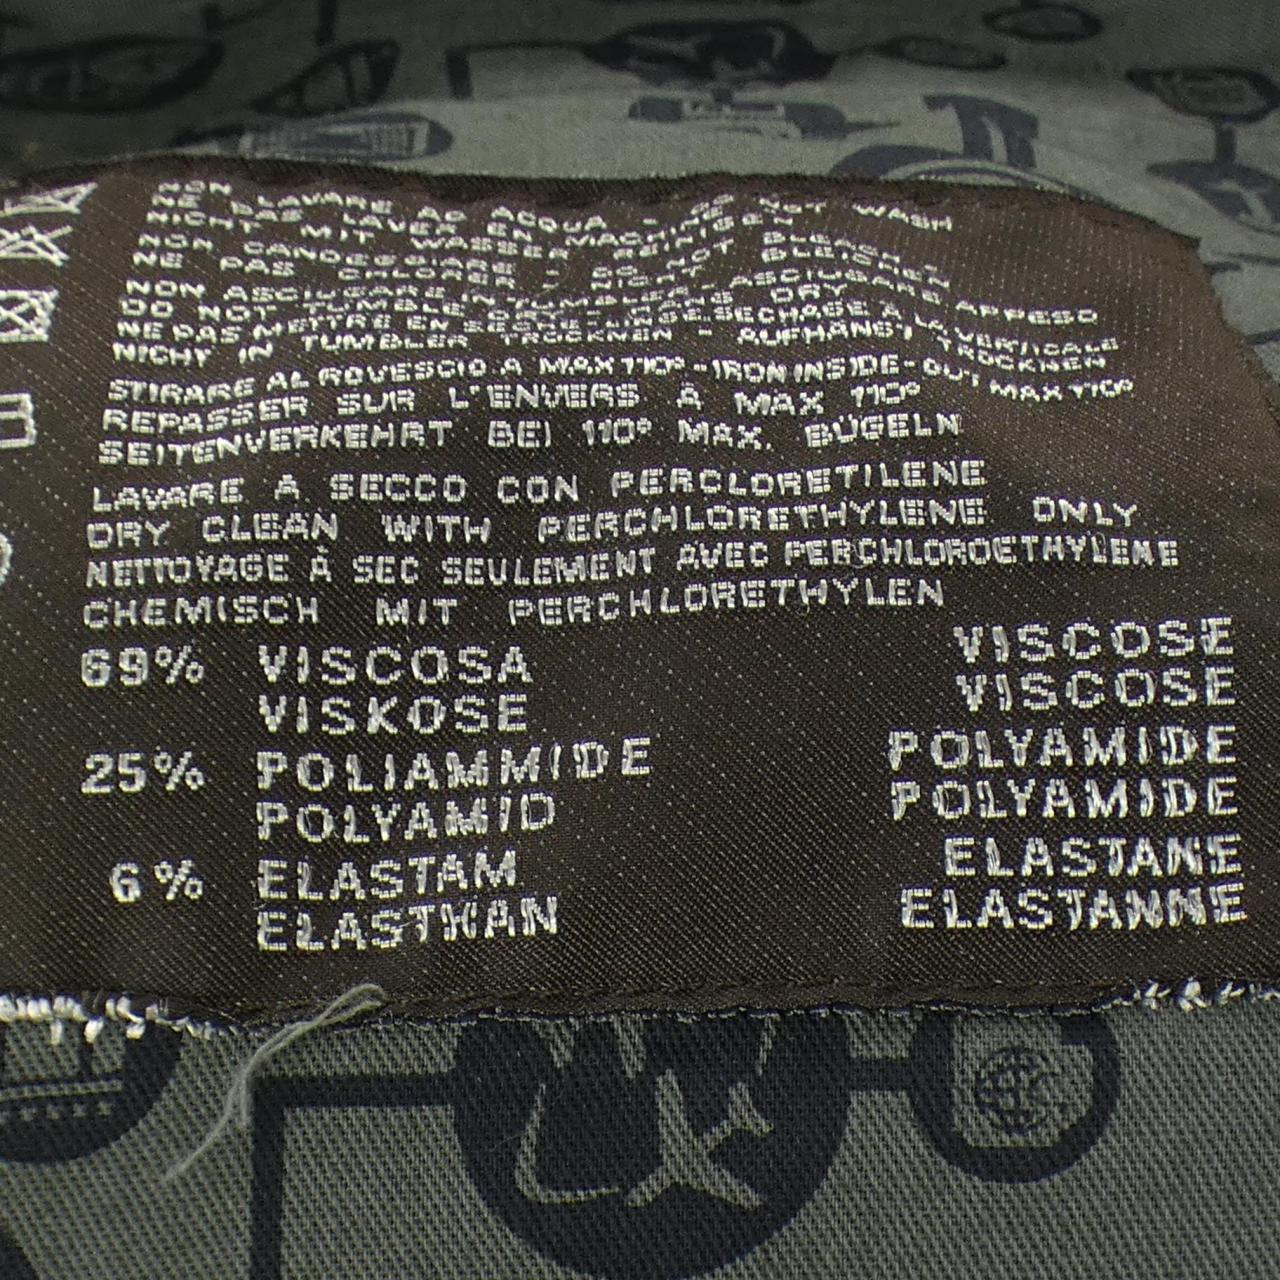 NON LAVARE AD ACQUA - DO NOT WASH
NE PAS LAVER EN MACHINE
NICHT MIT WASSER REINIGEN
NON CANDEGGIARE - DO NOT BLEACH
NE PAS CHLORER - NICHT BLEICHEN
NON ASCIUGARE IN TUMBLER - ASCIUGARE APPESO
DO NOT TUMBLE DRY - DRY
NE PAS METTRE EN SECHAGE À LA VERTICALE
NICHT IN TUMBLER TROCKNEN - TROCKNEN
STIRARE AL ROVESCIO A MAX 110° - IRON INSIDE-OUT MAX 110°
REPASSER SUR L'ENVERS À MAX 110°
SEITENVERKEHRT BEI 110° MAX. BÜGELN
LAVARE A SECCO CON PERCLORETILENE
DRY CLEAN WITH PERCHLORETHYLENE ONLY
NETTOYAGE À SEC SEULEMENT AVEC PERCHLOROETHYLENE
CHEMISCH MIT PERCHLORETHYLEN
69% VISCOSA VISCOSE
VISKOSE VISCOSE
25% POLIAMMIDE POLYAMIDE
POLYAMID POLYAMIDE
6% ELASTAM ELASTANE
ELASTHAN ELASTANNE